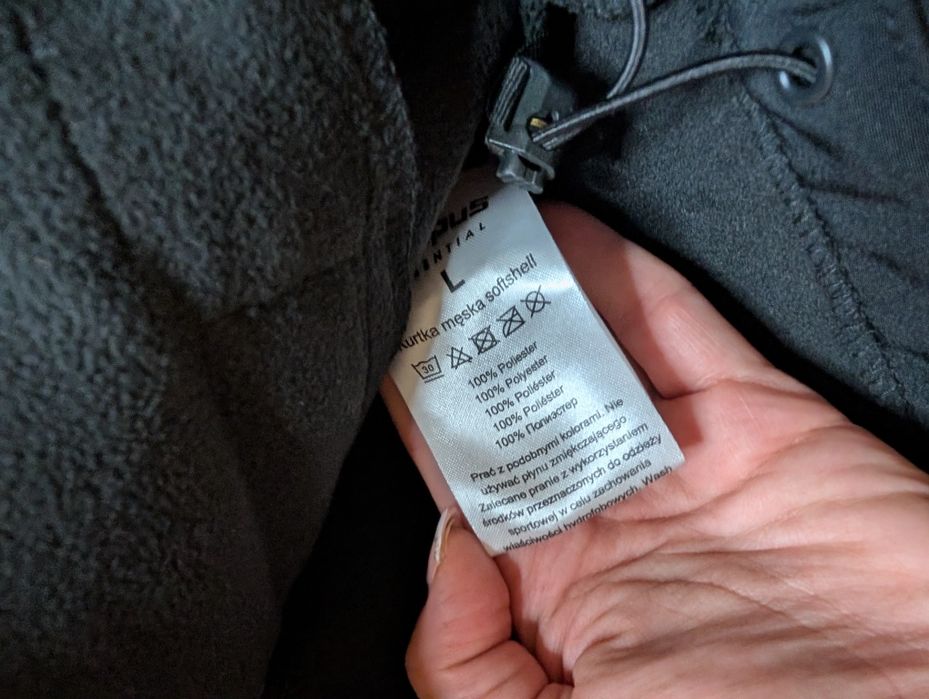 L
Kurtka męska softshell
30
100% Poliester
100% Polyester
100% Poliéster
100% Poliészter
100% Полиэстер
Prać z podobnymi kolorami. Nie
używać płynu zmiękczającego
Zalecane pranie z wykorzystaniem
środków przeznaczonych do odzieży
sportowej w celu zachowania
właściwości hydrofobowych. Wash